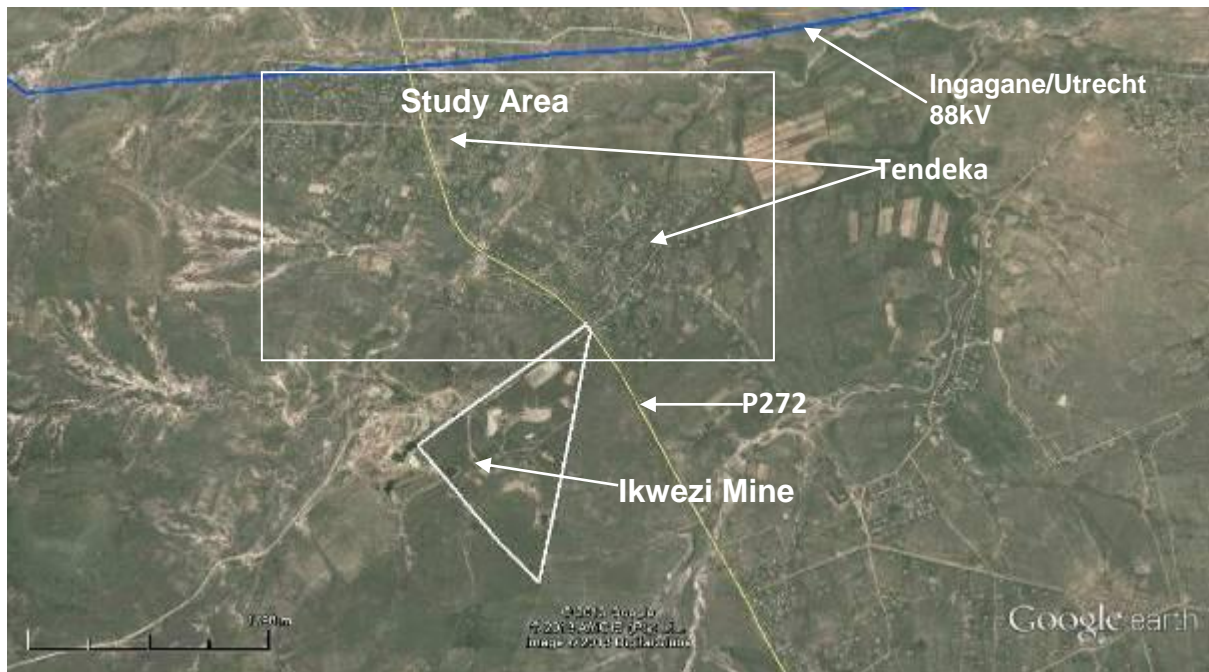 Study Area
Ingagane/Utrecht
88kV
Tendeka
P272
Ikwezi Mine
Google earth